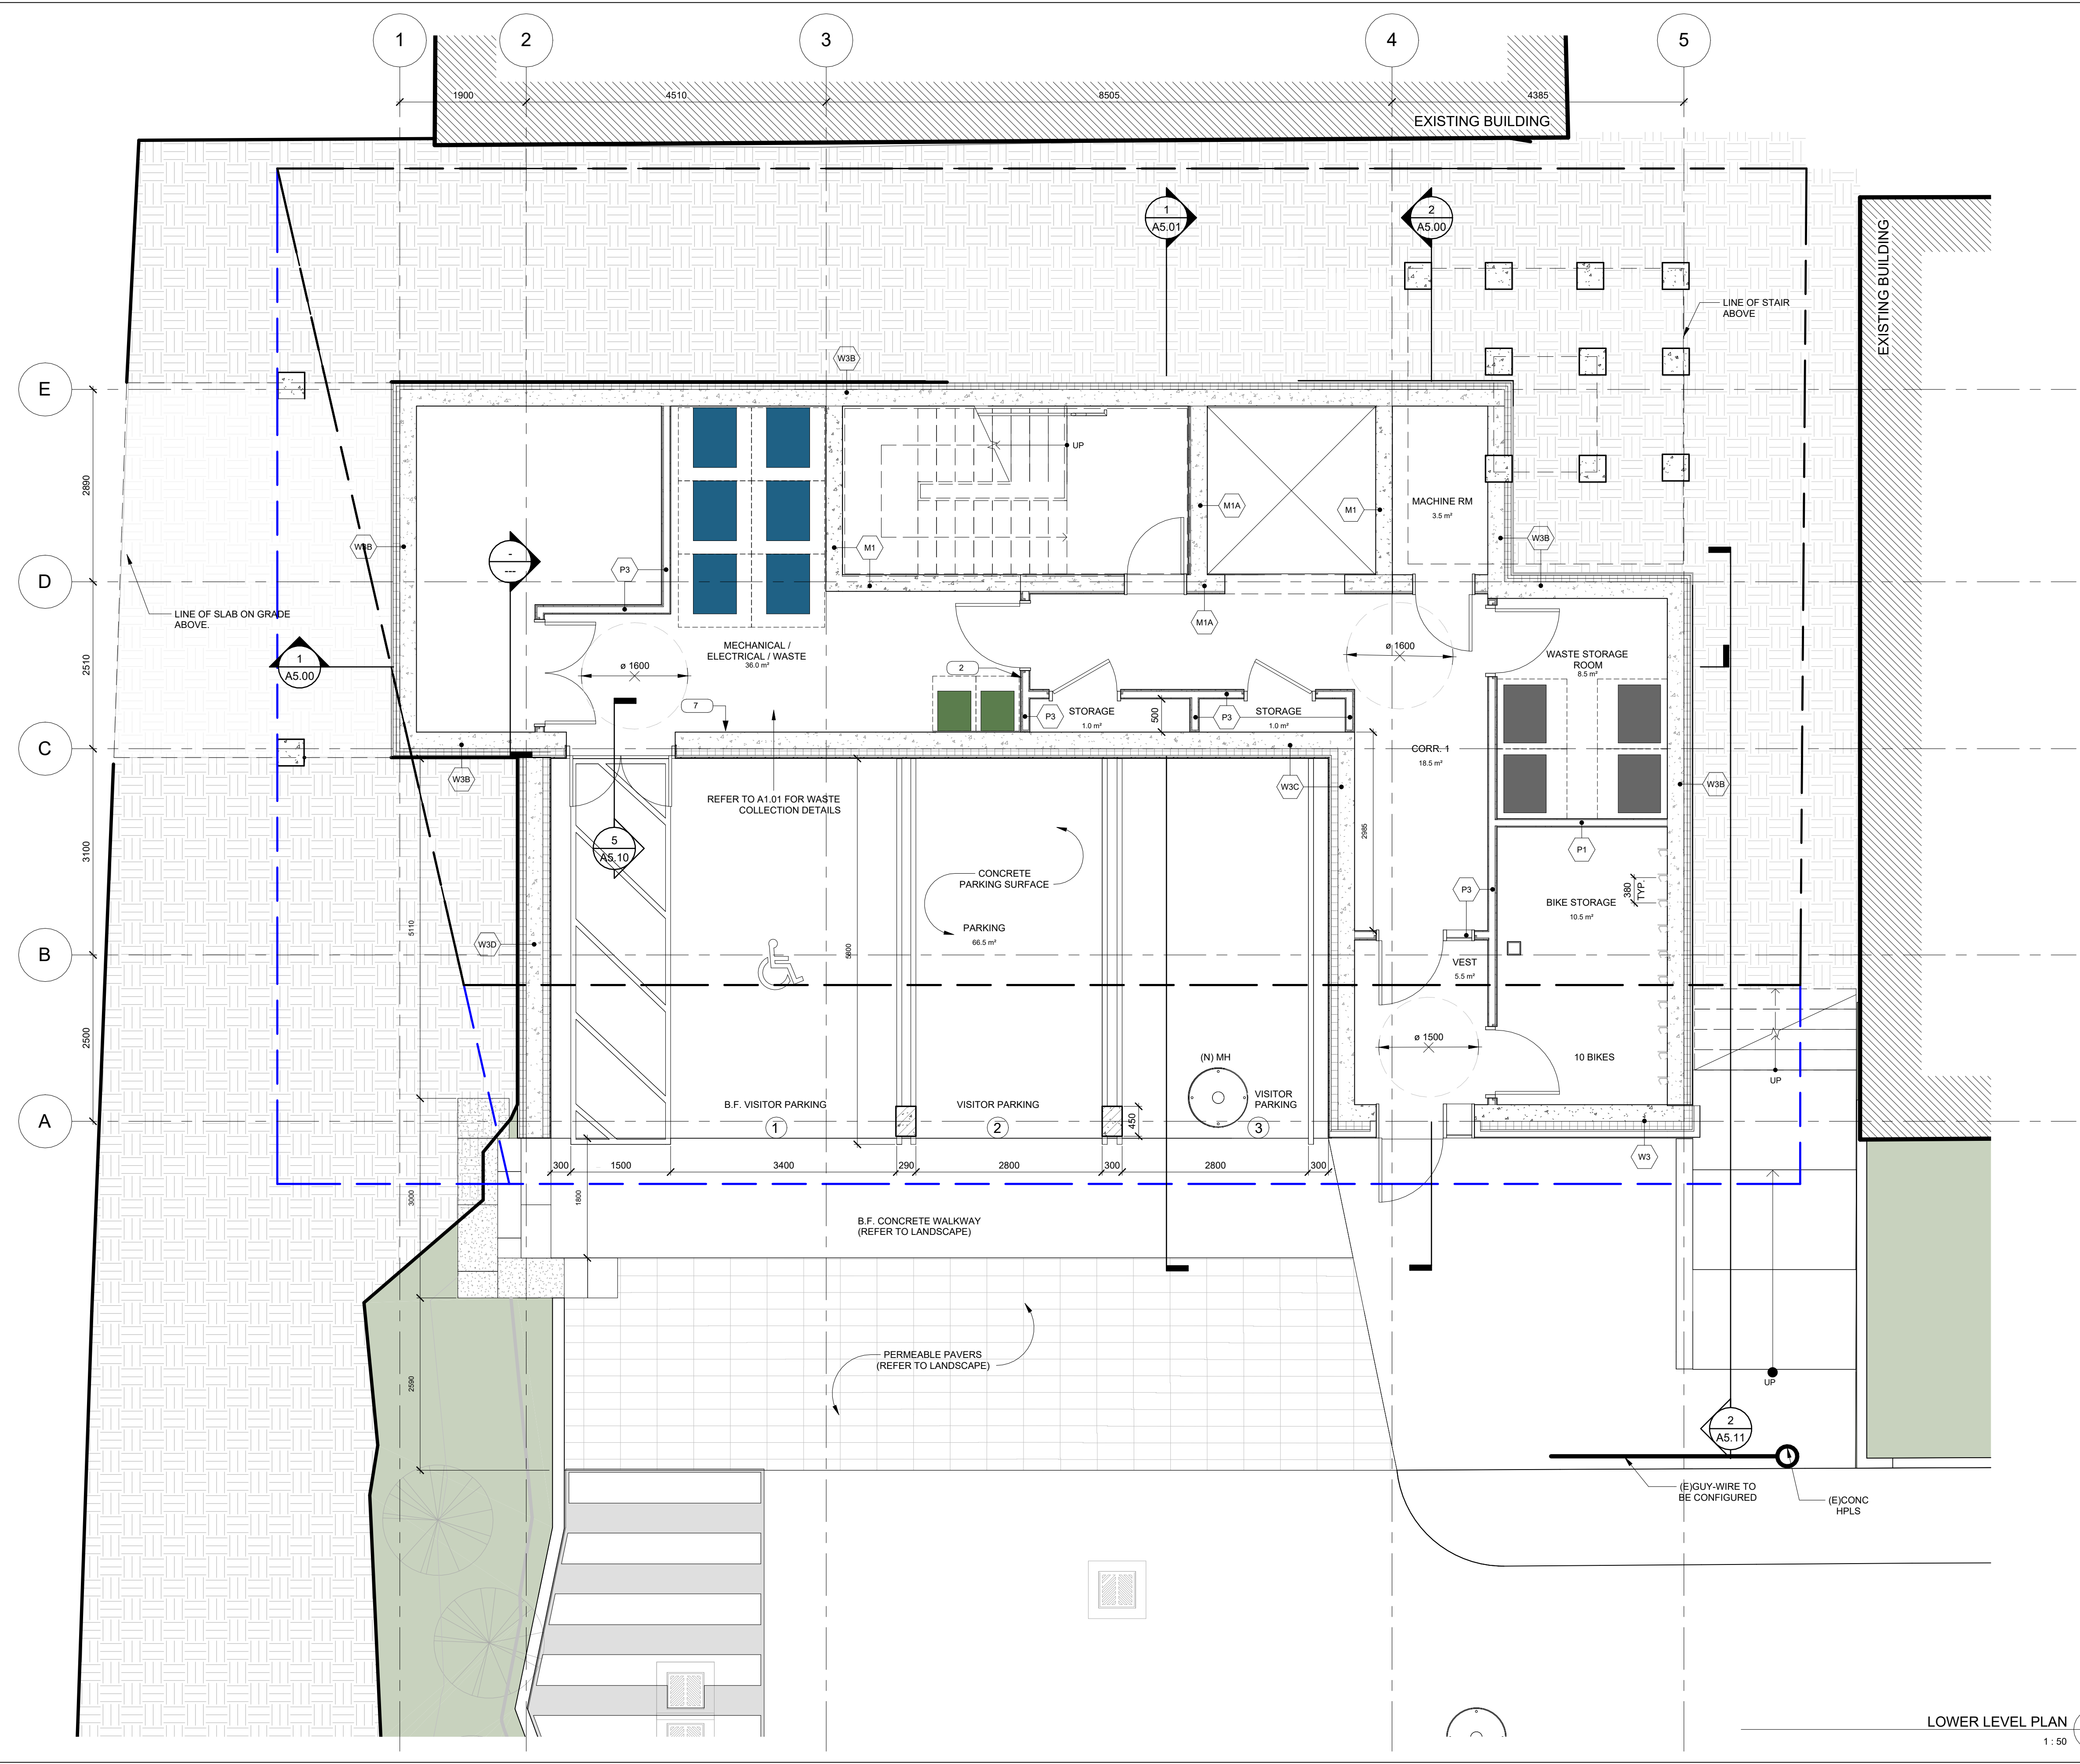 1
2
3
4
5
1900
4510
8505
4385
EXISTING BUILDING
EXISTING BUILDING
1
A5.01
2
A5.00
LINE OF STAIR
ABOVE
E
W3B
2890
UP
MACHINE RM
3.5 m²
M1A
M1
W3B
W3B
M1
P3
-
---
D
LINE OF SLAB ON GRADE
ABOVE.
M1A
2510
1
A5.00
MECHANICAL /
ELECTRICAL / WASTE
36.0 m²
ø 1600
ø 1600
WASTE STORAGE
ROOM
8.5 m²
2
7
P3
STORAGE
1.0 m²
500
P3
STORAGE
1.0 m²
C
W3B
CORR. 1
18.5 m²
W3C
W3B
REFER TO A1.01 FOR WASTE
COLLECTION DETAILS
2985
5
A5.10
3100
P1
CONCRETE
PARKING SURFACE
P3
380
TYP.
BIKE STORAGE
10.5 m²
5110
PARKING
66.5 m²
W3D
5800
B
VEST
5.5 m²
2500
ø 1500
(N) MH
10 BIKES
UP
B.F. VISITOR PARKING
1
VISITOR PARKING
2
VISITOR
PARKING
3
450
A
W3
300
1500
3400
290
2800
300
2800
300
3000
1800
B.F. CONCRETE WALKWAY
(REFER TO LANDSCAPE)
PERMEABLE PAVERS
(REFER TO LANDSCAPE)
2590
UP
2
A5.11
(E)GUY-WIRE TO
BE CONFIGURED
(E)CONC
HPLS
LOWER LEVEL PLAN
1 : 50